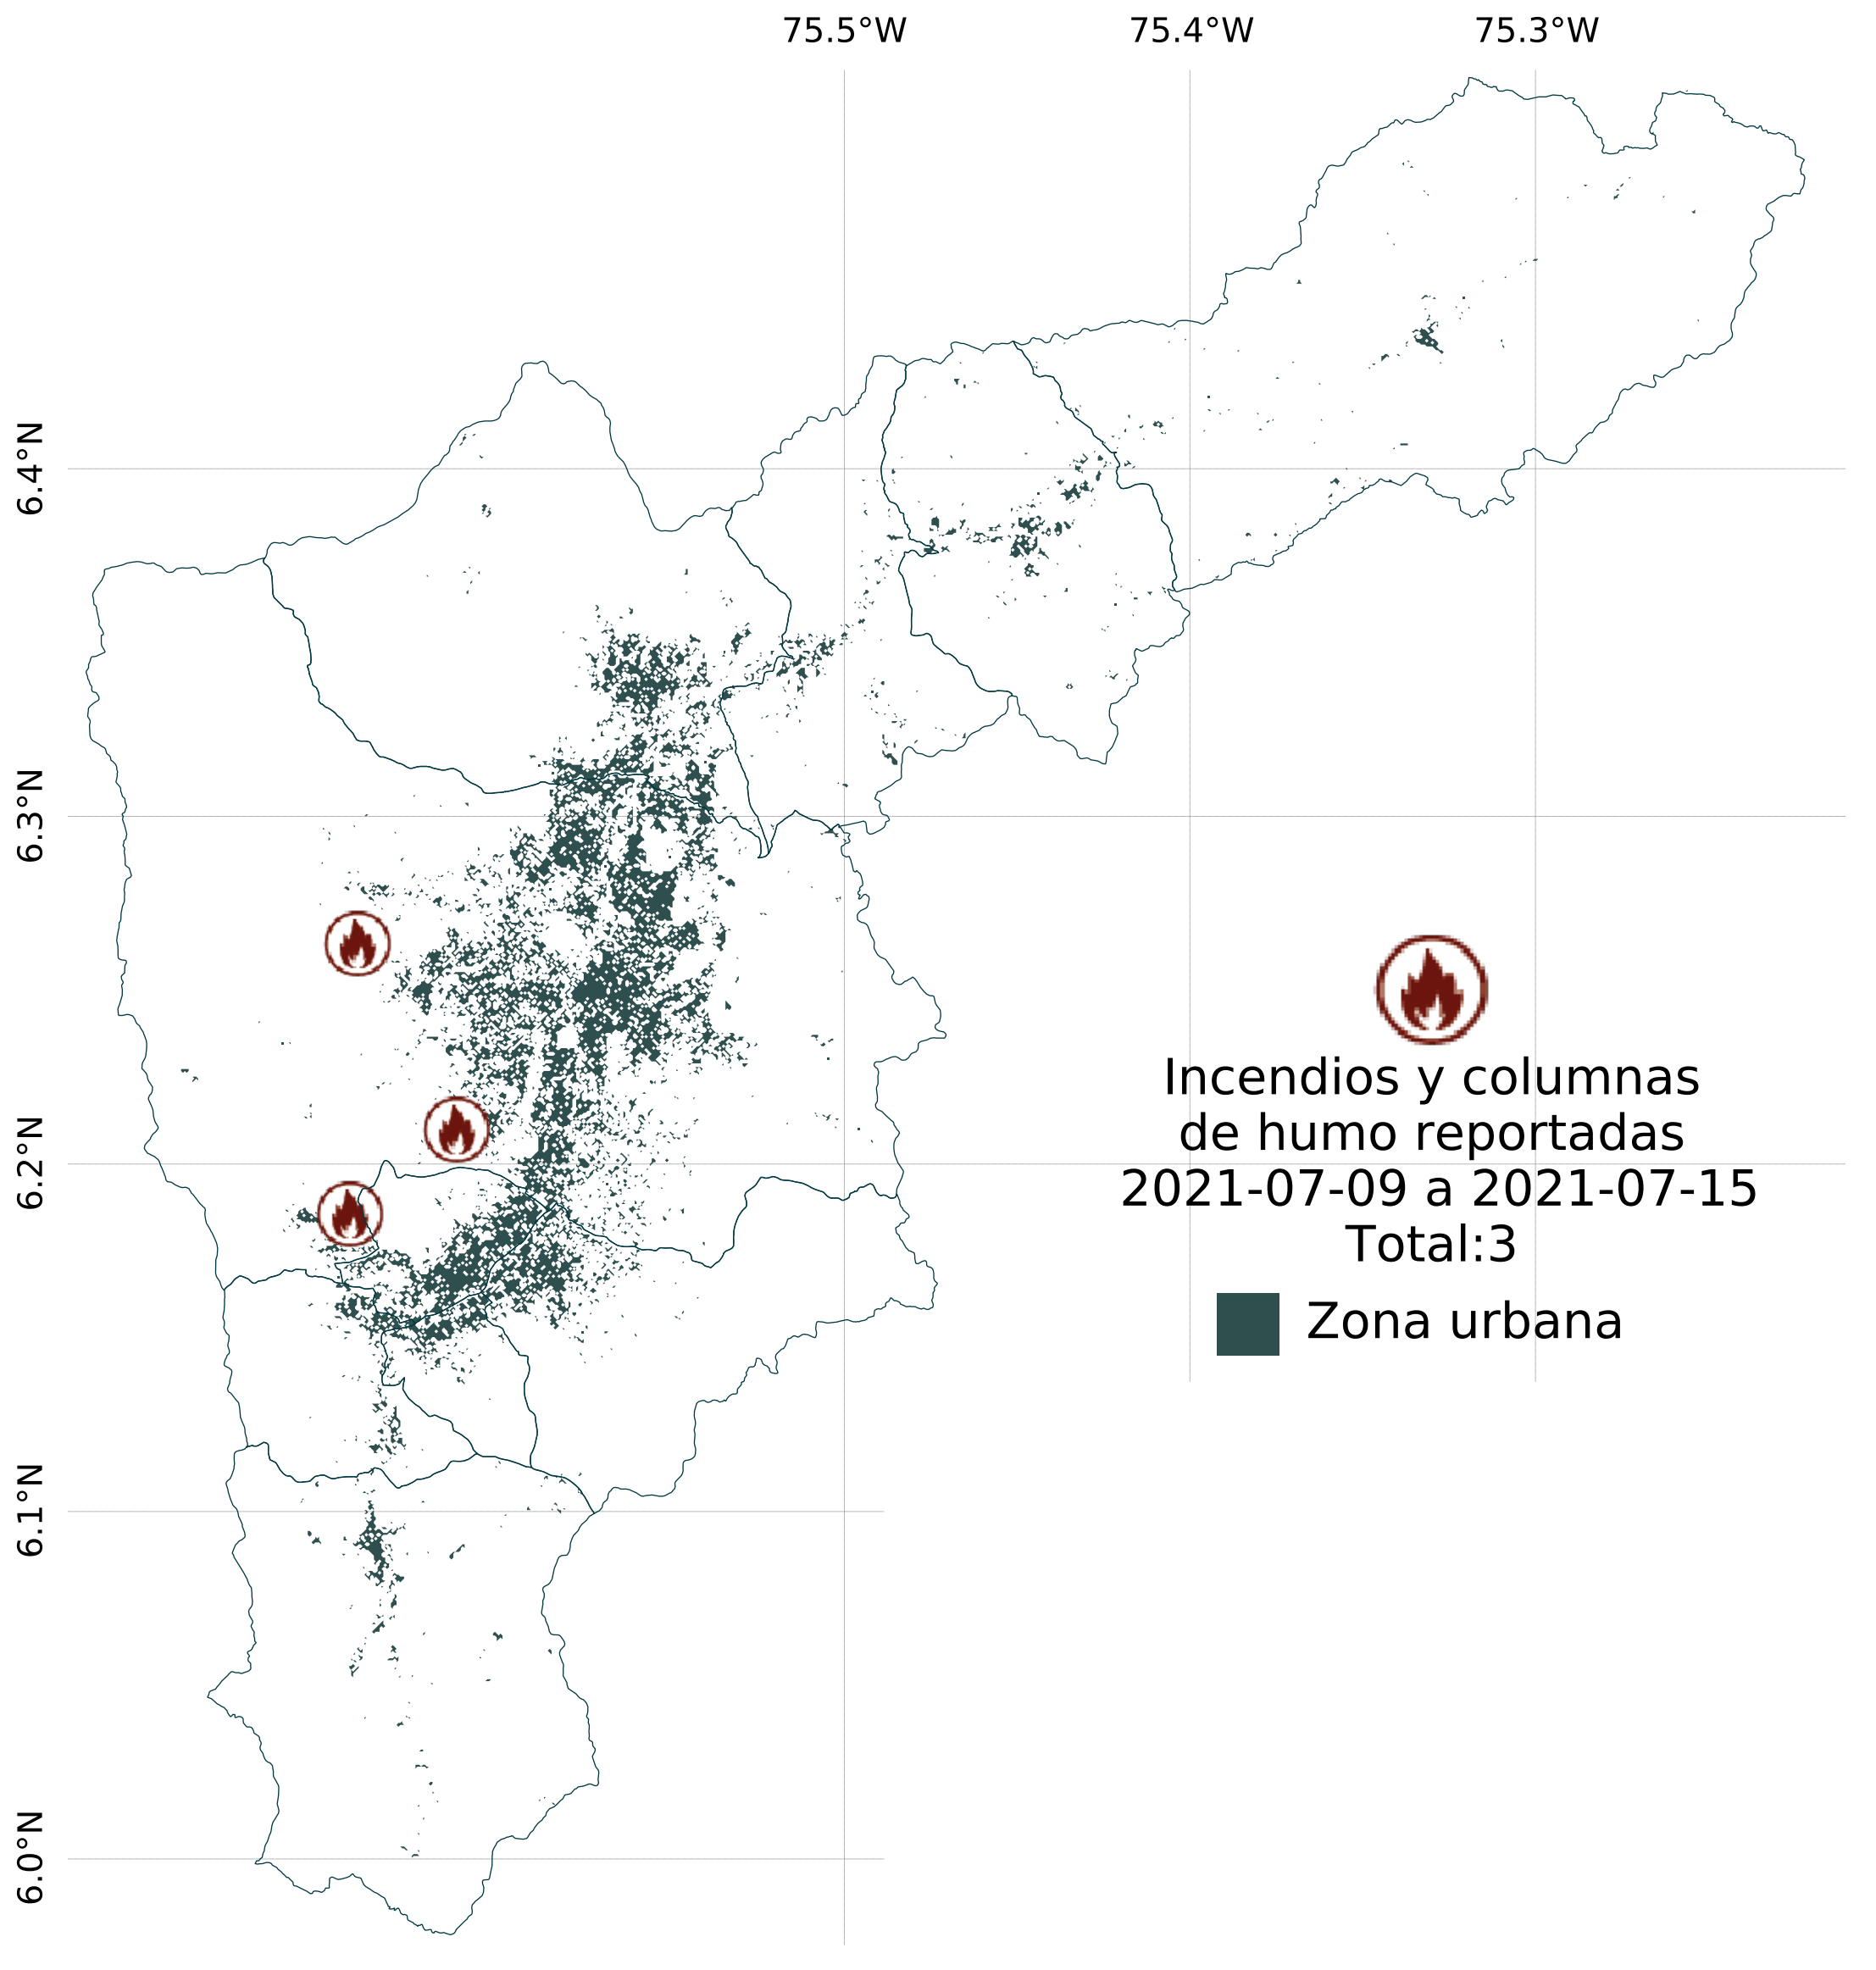 75.5°W 75.4°W 75.3°W
6.4°N
6.3°N
6.2°N
6.1°N
6.0°N
Incendios y columnas
de humo reportadas
2021-07-09 a 2021-07-15
Total:3
Zona urbana